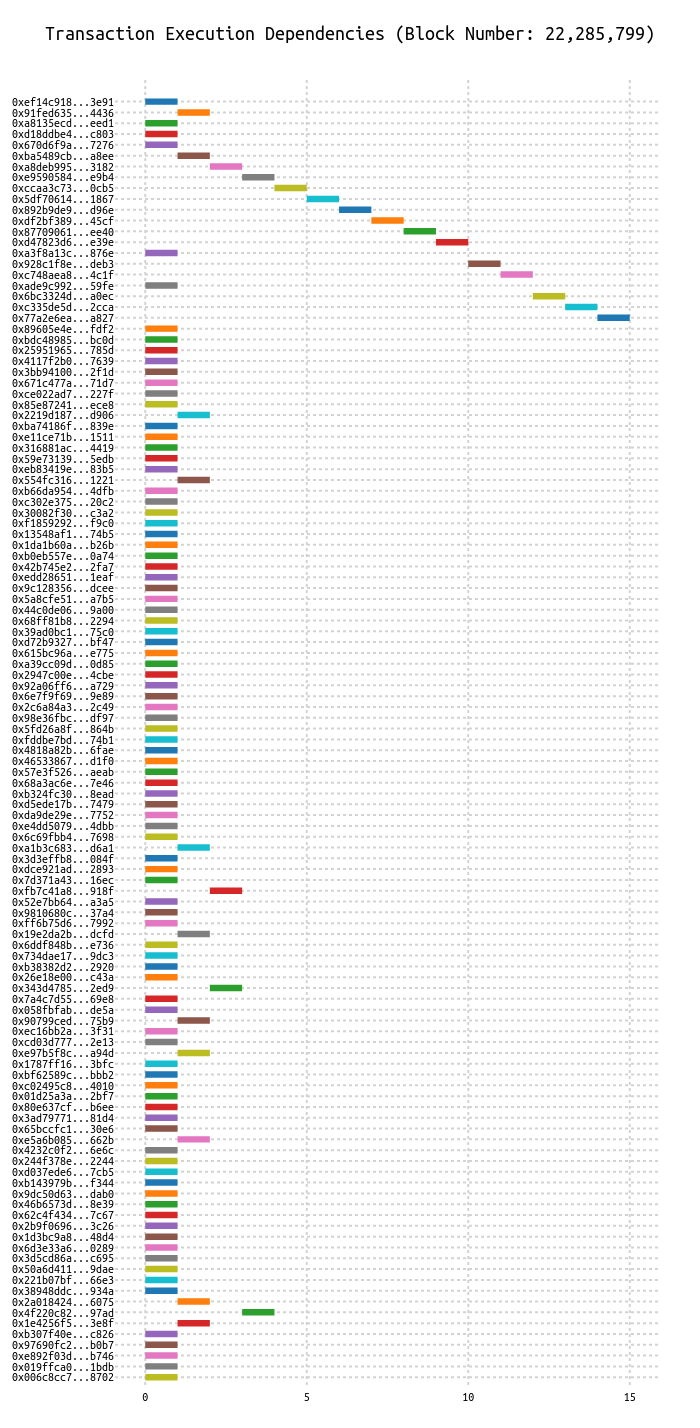 Transaction Execution Dependencies (Block Number: 22,285,799)
0xef14c918...3e91
0x91fed635...4436
0xa8135ecd...eed1
0xd18ddbe4...c803
0x670d6f9a...7276
0xba5489cb...a8ee
0xa8deb995...3182
0xe9590584...e9b4
0xccaa3c73...0cb5
0x5df70614...1867
0x892b9de9...d96e
0xdf2bf389...45cf
0x87709061...ee40
0xd47823d6...e39e
0xa3f8a13c...876e
0x928c1f8e...deb3
0xc748aea8...4c1f
0xade9c992...59fe
0x6bc3324d...a0ec
0xc335de5d...2cca
0x77a2e6ea...a827
0x89605e4e...fdf2
0xbdc48985...bc0d
0x25951965...785d
0x4117f2b0...7639
0x3bb94100...2f1d
0x671c477a...71d7
0xce022ad7...227f
0x85e87241...ece8
0x2219d187...d906
0xba74186f...839e
0xe11ce71b...1511
0x316881ac...4419
0x59e73139...5edb
0xeb83419e...83b5
0x554fc316...1221
0xb66da954...4dfb
0xc302e375...20c2
0x30082f30...c3a2
0xf1859292...f9c0
0x13548af1...74b5
0x1da1b60a...b26b
0xb0eb557e...0a74
0x42b745e2...2fa7
0xedd28651...1eaf
0x9c128356...dcee
0x5a8cfe51...a7b5
0x44c0de06...9a00
0x68ff81b8...2294
0x39ad0bc1...75c0
0xd72b9327...bf47
0x615bc96a...e775
0xa39cc09d...0d85
0x2947c00e...4cbe
0x92a06ff6...a729
0x6e7f9f69...9e89
0x2c6a84a3...2c49
0x98e36fbc...df97
0x5fd26a8f...864b
0xfddbe7bd...74b1
0x4818a82b...6fae
0x46533867...d1f0
0x57e3f526...aeab
0x68a3ac6e...7e46
0xb324fc30...8ead
0xd5ede17b...7479
0xda9de29e...7752
0xe4dd5079...4dbb
0x6c69fbb4...7698
0xa1b3c683...d6a1
0x3d3effb8...084f
0xdce921ad...2893
0x7d371a43...16ec
0xfb7c41a8...918f
0x52e7bb64...a3a5
0x9810680c...37a4
0xff6b75d6...7992
0x19e2da2b...dcfd
0x6ddf848b...e736
0x734dae17...9dc3
0xb38382d2...2920
0x26e18e00...c43a
0x343d4785...2ed9
0x7a4c7d55...69e8
0x058fbfab...de5a
0x90799ced...75b9
0xec16bb2a...3f31
0xcd03d777...2e13
0xe97b5f8c...a94d
0x1787ff16...3bfc
0xbf62589c...bbb2
0xc02495c8...4010
0x01d25a3a...2bf7
0x80e637cf...b6ee
0x3ad79771...81d4
0x65bccfc1...30e6
0xe5a6b085...662b
0x4232c0f2...6e6c
0x244f378e...2244
0xd037ede6...7cb5
0xb143979b...f344
0x9dc50d63...dab0
0x46b6573d...8e39
0x62c4f434...7c67
0x2b9f0696...3c26
0x1d3bc9a8...48d4
0x6d3e33a6...0289
0x3d5cd86a...c695
0x50a6d411...9dae
0x221b07bf...66e3
0x38948ddc...934a
0x2a018424...6075
0x4f220c82...97ad
0x1e4256f5...3e8f
0xb307f40e...c826
0x97690fc2...b0b7
0xe892f03d...b746
0x019ffca0...1bdb
0x006c8cc7...8702
0 5 10 15